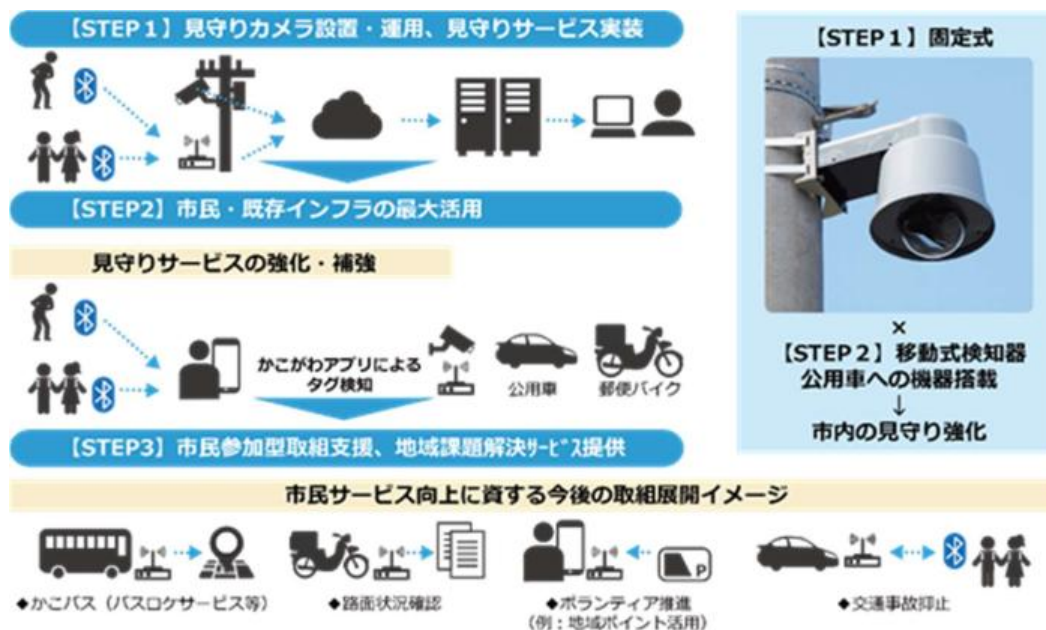 【STEP１】見守りカメラ設置・運用、見守りサービス実装
【STEP2】市民・既存インフラの最大活用
見守りサービスの強化・補強
かこがわアプリによる
タグ検知
公用車
郵便バイク
【STEP3】市民参加型取組支援、地域課題解決ｻｰﾋﾞｽ提供
【STEP１】固定式
×
【STEP２】移動式検知器
公用車への機器搭載
↓
市内の見守り強化
市民サービス向上に資する今後の取組展開イメージ
◆かこバス（バスロケサービス等）
◆路面状況確認
P
◆ボランティア推進
（例：地域ポイント活用）
◆交通事故抑止